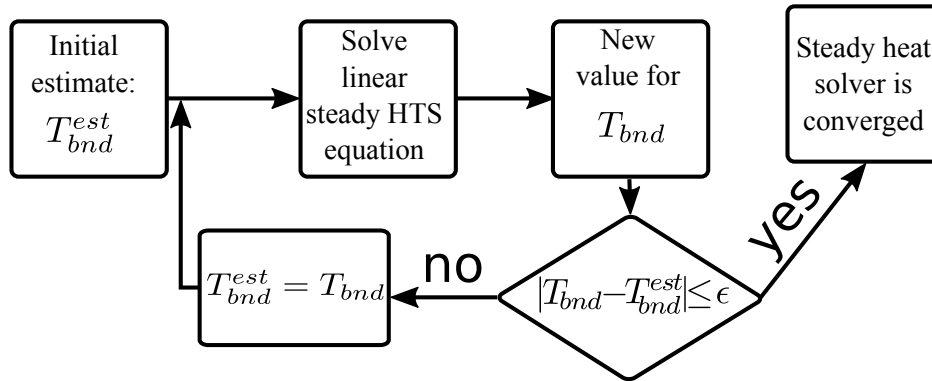 Initial
estimate:
T_{bnd}^{est}
Solve
linear
steady HTS
equation
New
value for
T_{bnd}
Steady heat
solver is
converged
yes
|T_{bnd}−T_{bnd}^{est}|≤ϵ
no
T_{bnd}^{est} = T_{bnd}